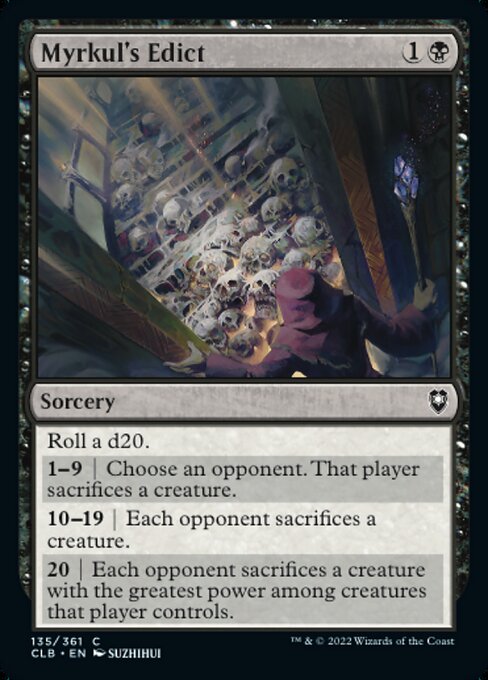 Myrkul's Edict 1
Sorcery
Roll a d20.
1–9 | Choose an opponent. That player
sacrifices a creature.
10–19 | Each opponent sacrifices a
creature.
20 | Each opponent sacrifices a creature
with the greatest power among creatures
that player controls.
135/361 C
CLB • EN SUZHIHUI
™ & © 2022 Wizards of the Coast